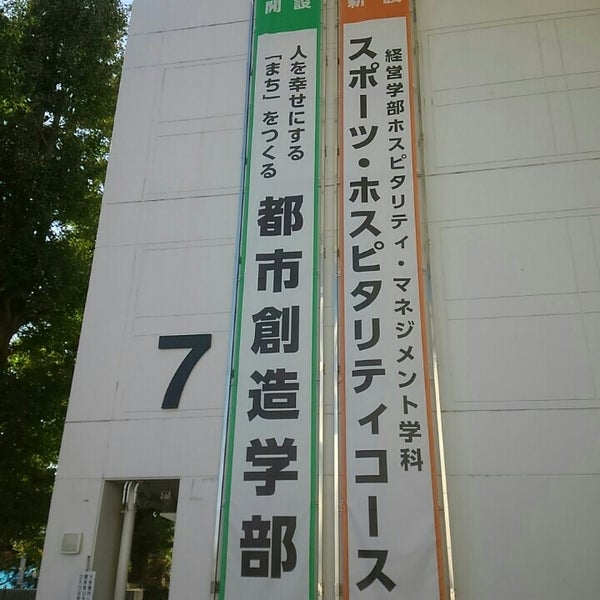 新設
経営学部ホスピタリティ・マネジメント学科
スポーツ・ホスピタリティコース
開設
人を幸せにする
「まち」をつくる
都市創造学部
7